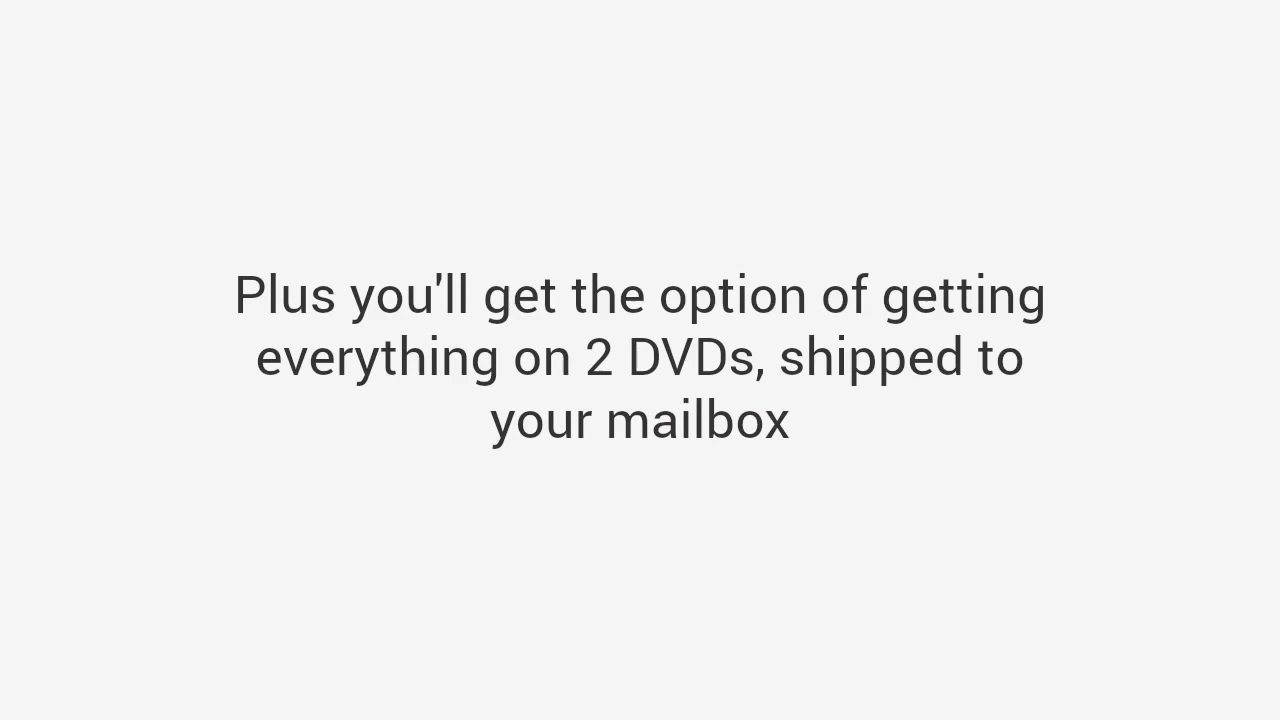 Plus you'll get the option of getting
everything on 2 DVDs, shipped to
your mailbox